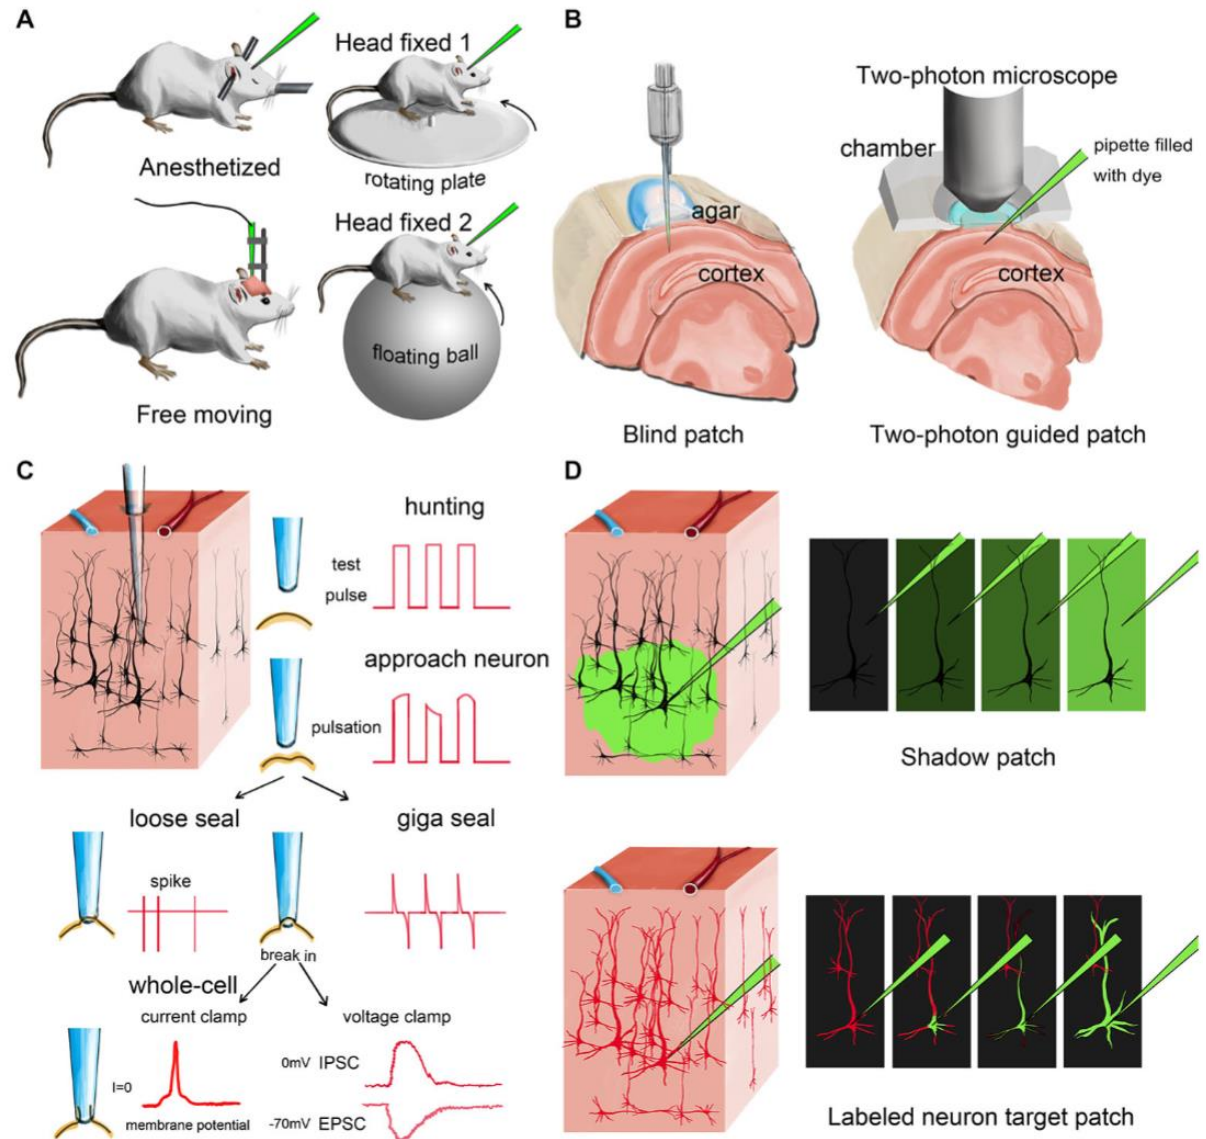 A
Head fixed 1
Anesthetized
rotating plate
Head fixed 2
floating ball
Free moving
B
Two-photon microscope
chamber
pipette filled
with dye
agar
cortex
cortex
Blind patch
Two-photon guided patch
C
hunting
test
pulse
approach neuron
pulsation
loose seal
giga seal
spike
break in
whole-cell
current clamp
voltage clamp
I=0
membrane potential
0mV IPSC
-70mV EPSC
D
Shadow patch
Labeled neuron target patch